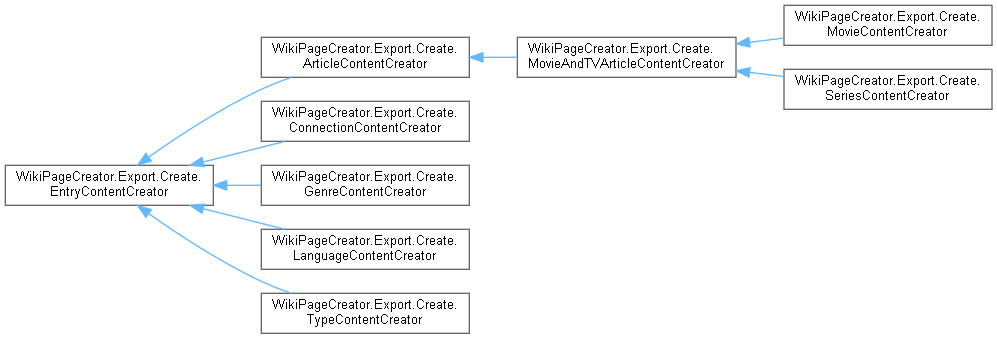 WikiPageCreator.Export.Create.
MovieContentCreator
WikiPageCreator.Export.Create.
ArticleContentCreator
WikiPageCreator.Export.Create.
MovieAndTVArticleContentCreator
WikiPageCreator.Export.Create.
SeriesContentCreator
WikiPageCreator.Export.Create.
ConnectionContentCreator
WikiPageCreator.Export.Create.
EntryContentCreator
WikiPageCreator.Export.Create.
GenreContentCreator
WikiPageCreator.Export.Create.
LanguageContentCreator
WikiPageCreator.Export.Create.
TypeContentCreator